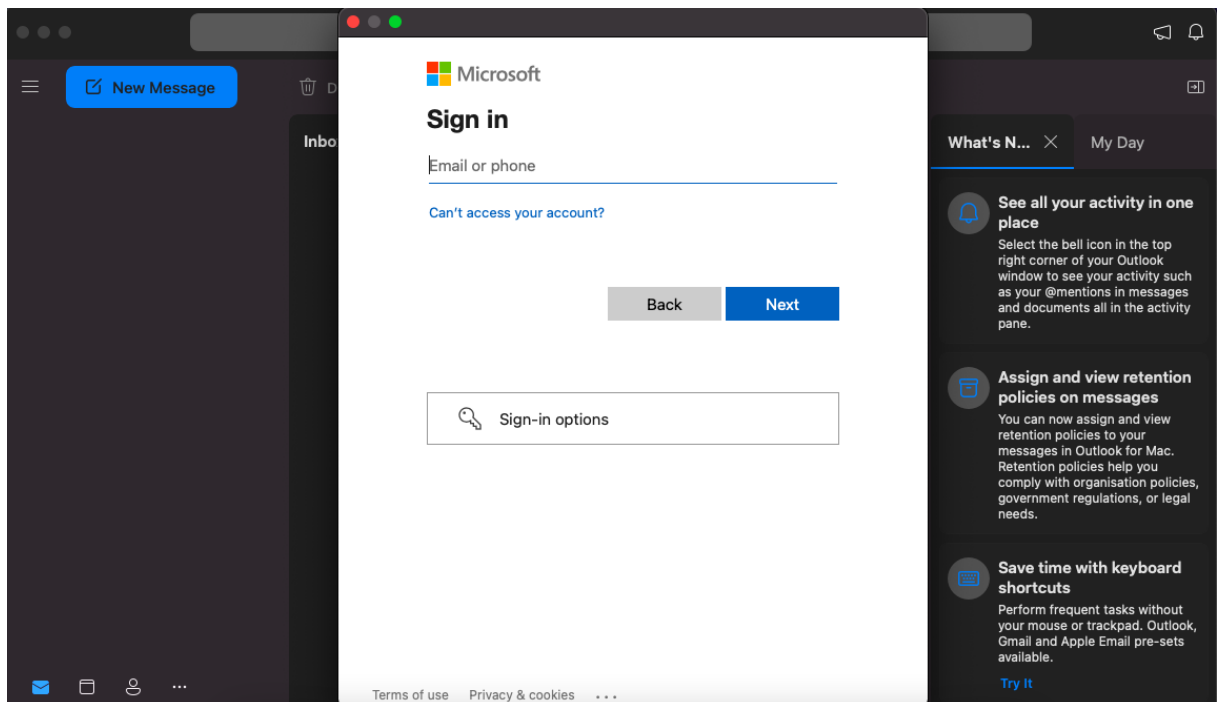 New Message
D
Inbo
Microsoft
Sign in
Email or phone
Can't access your account?
Back
Next
Sign-in options
Terms of use
Privacy & cookies
...
What's N...
My Day
See all your activity in one
place
Select the bell icon in the top
right corner of your Outlook
window to see your activity such
as your @mentions in messages
and documents all in the activity
pane.
Assign and view retention
policies on messages
You can now assign and view
retention policies to your
messages in Outlook for Mac.
Retention policies help you
comply with organisation policies,
government regulations, or legal
needs.
Save time with keyboard
shortcuts
Perform frequent tasks without
your mouse or trackpad. Outlook,
Gmail and Apple Email pre-sets
available.
Try It